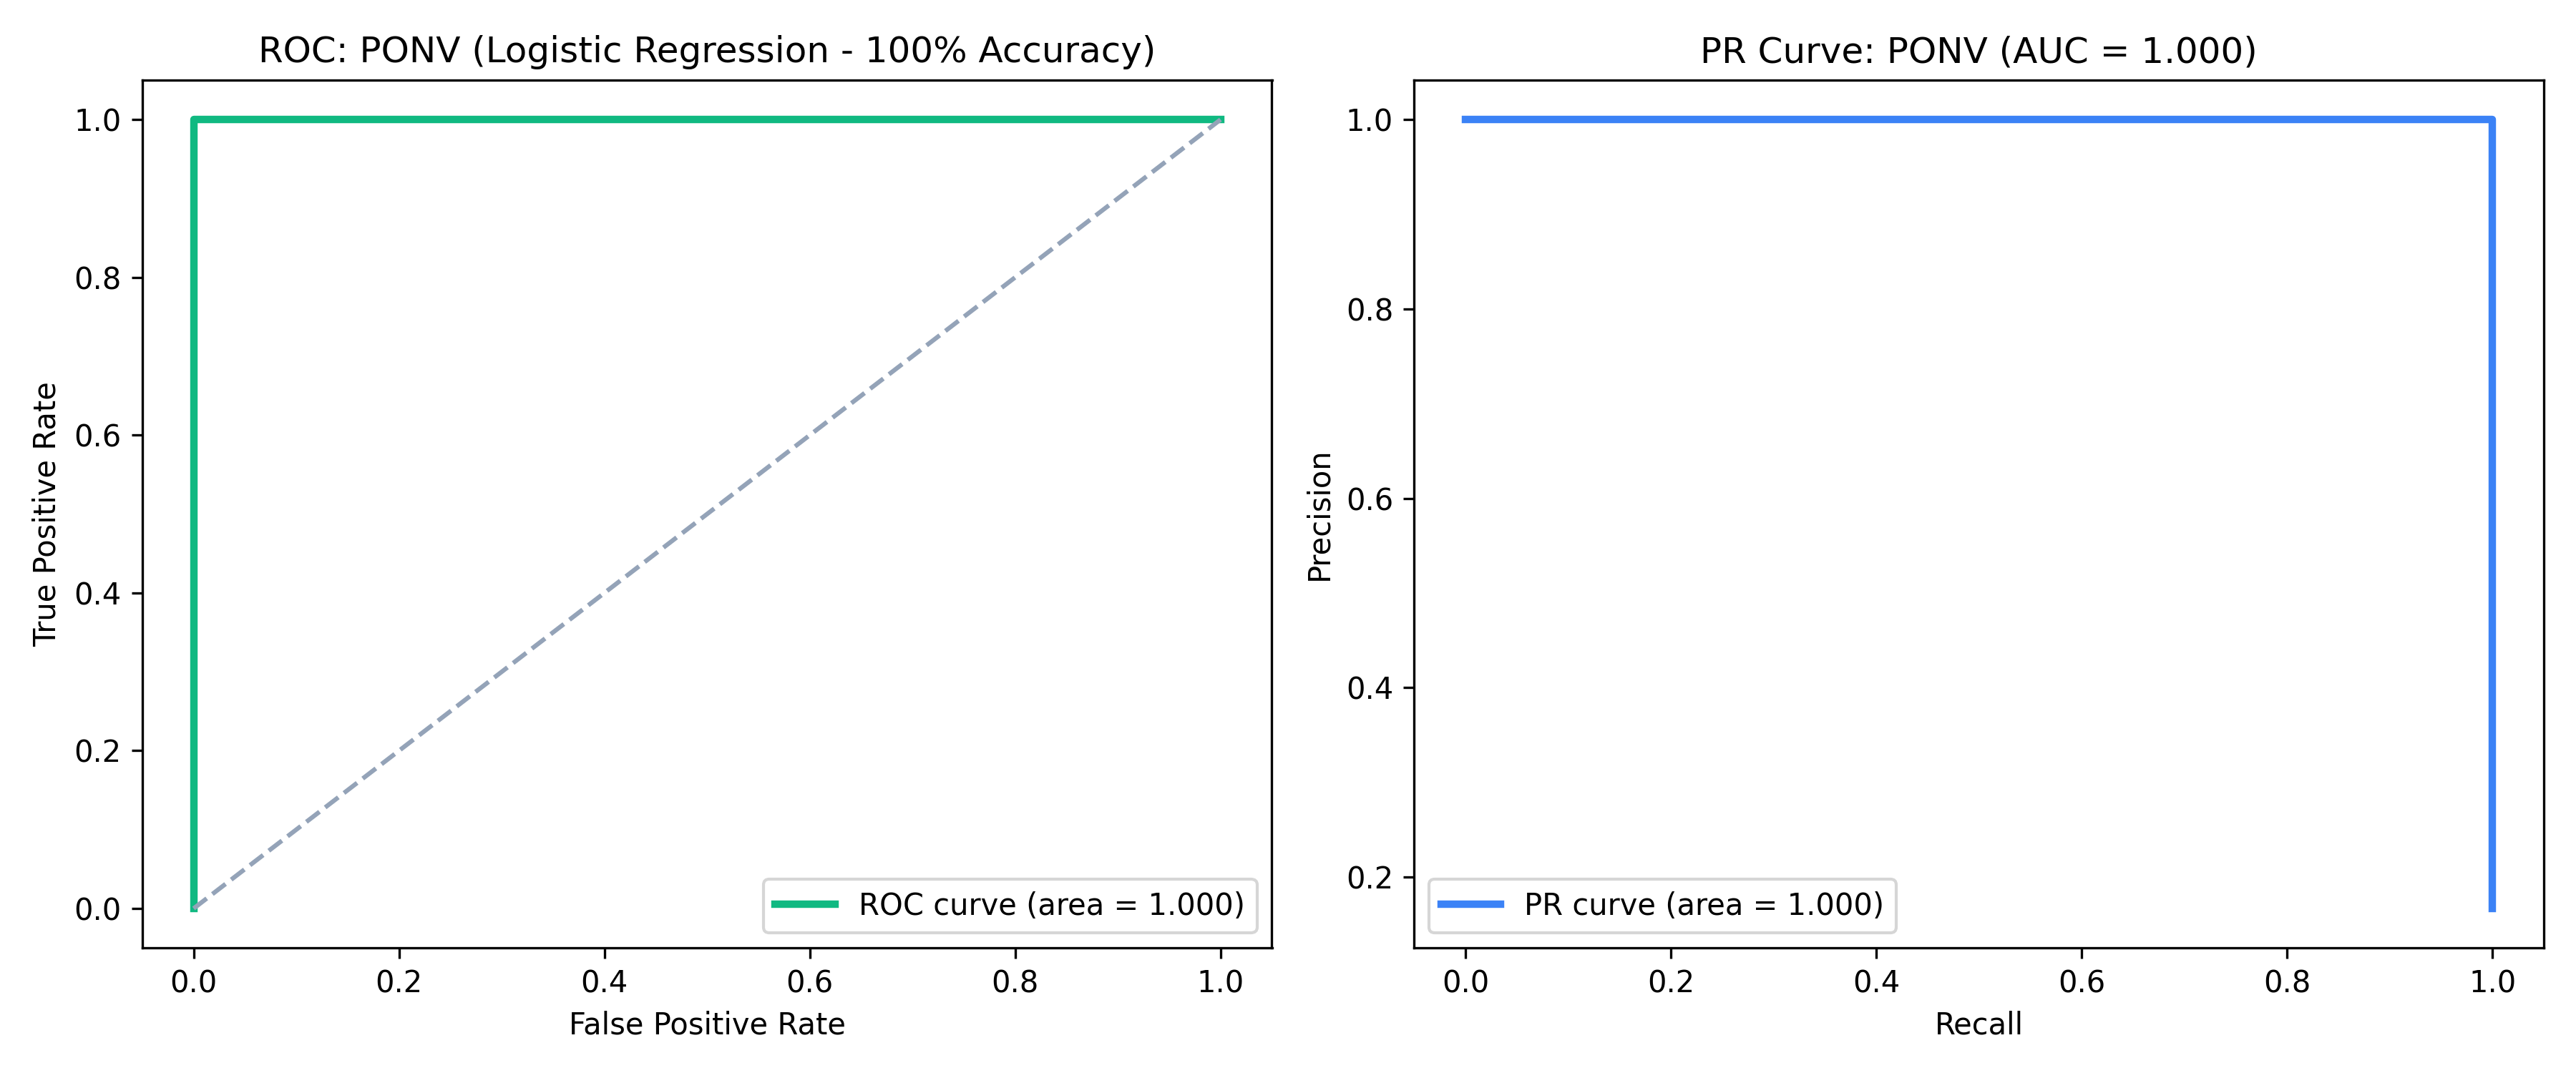 ROC: PONV (Logistic Regression - 100% Accuracy)
True Positive Rate
1.0
0.8
0.6
0.4
0.2
0.0
ROC curve (area = 1.000)
0.0 0.2 0.4 0.6 0.8 1.0
False Positive Rate
PR Curve: PONV (AUC = 1.000)
Precision
1.0
0.8
0.6
0.4
0.2
PR curve (area = 1.000)
0.0 0.2 0.4 0.6 0.8 1.0
Recall